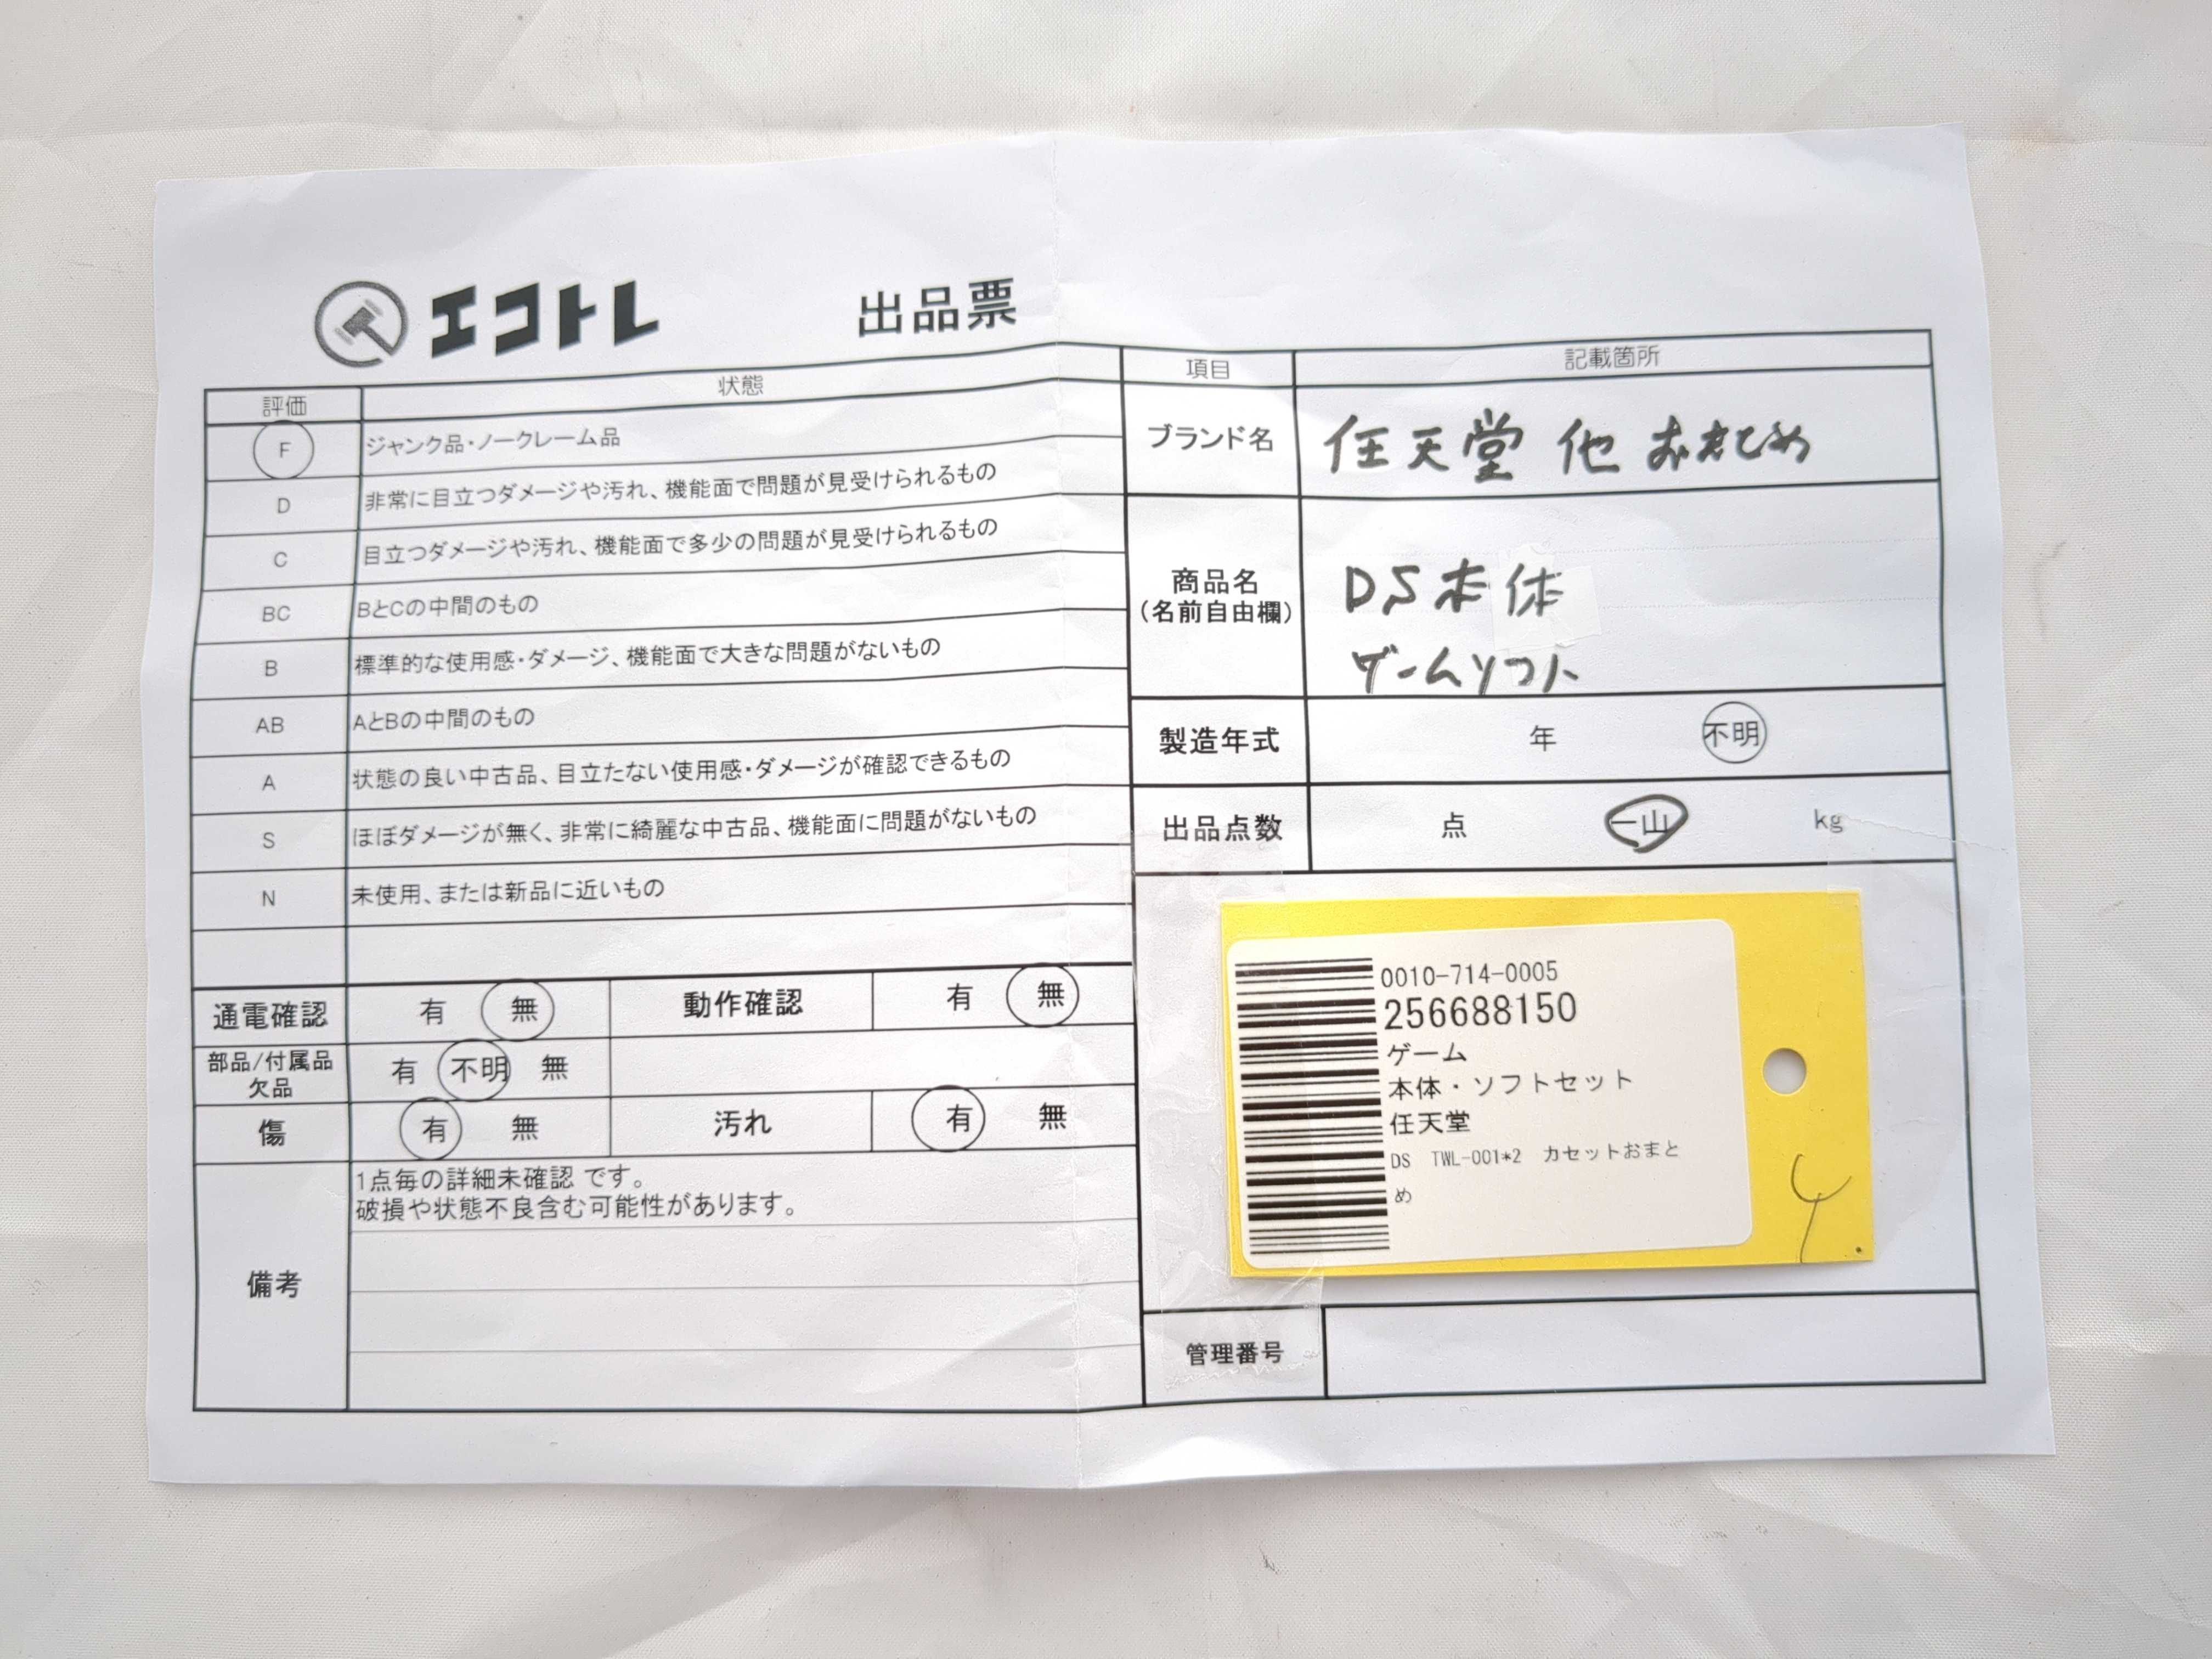 エコトレ 出品票
評価 状態
F ジャンク品・ノークレーム品
D 非常に目立つダメージや汚れ、機能面で問題が見受けられるもの
C 目立つダメージや汚れ、機能面で多少の問題が見受けられるもの
BC BとCの中間のもの
B 標準的な使用感・ダメージ、機能面で大きな問題がないもの
AB AとBの中間のもの
A 状態の良い中古品、目立たない使用感・ダメージが確認できるもの
S ほぼダメージが無く、非常に綺麗な中古品、機能面に問題がないもの
N 未使用、または新品に近いもの
通電確認 有 無 動作確認 有 無
部品/付属品
欠品 有 不明 無
傷 有 無 汚れ 有 無
備考
1点毎の詳細未確認 です。
破損や状態不良含む可能性があります。
項目 記載箇所
ブランド名 任天堂 他 おまとめ
商品名
(名前自由欄)
DS本体
ゲームソフト
製造年式 年 不明
出品点数 点 一山 kg
0010-714-0005
256688150
ゲーム
本体・ソフトセット
任天堂
DS TWL-001*2 カセットおまと
め
管理番号